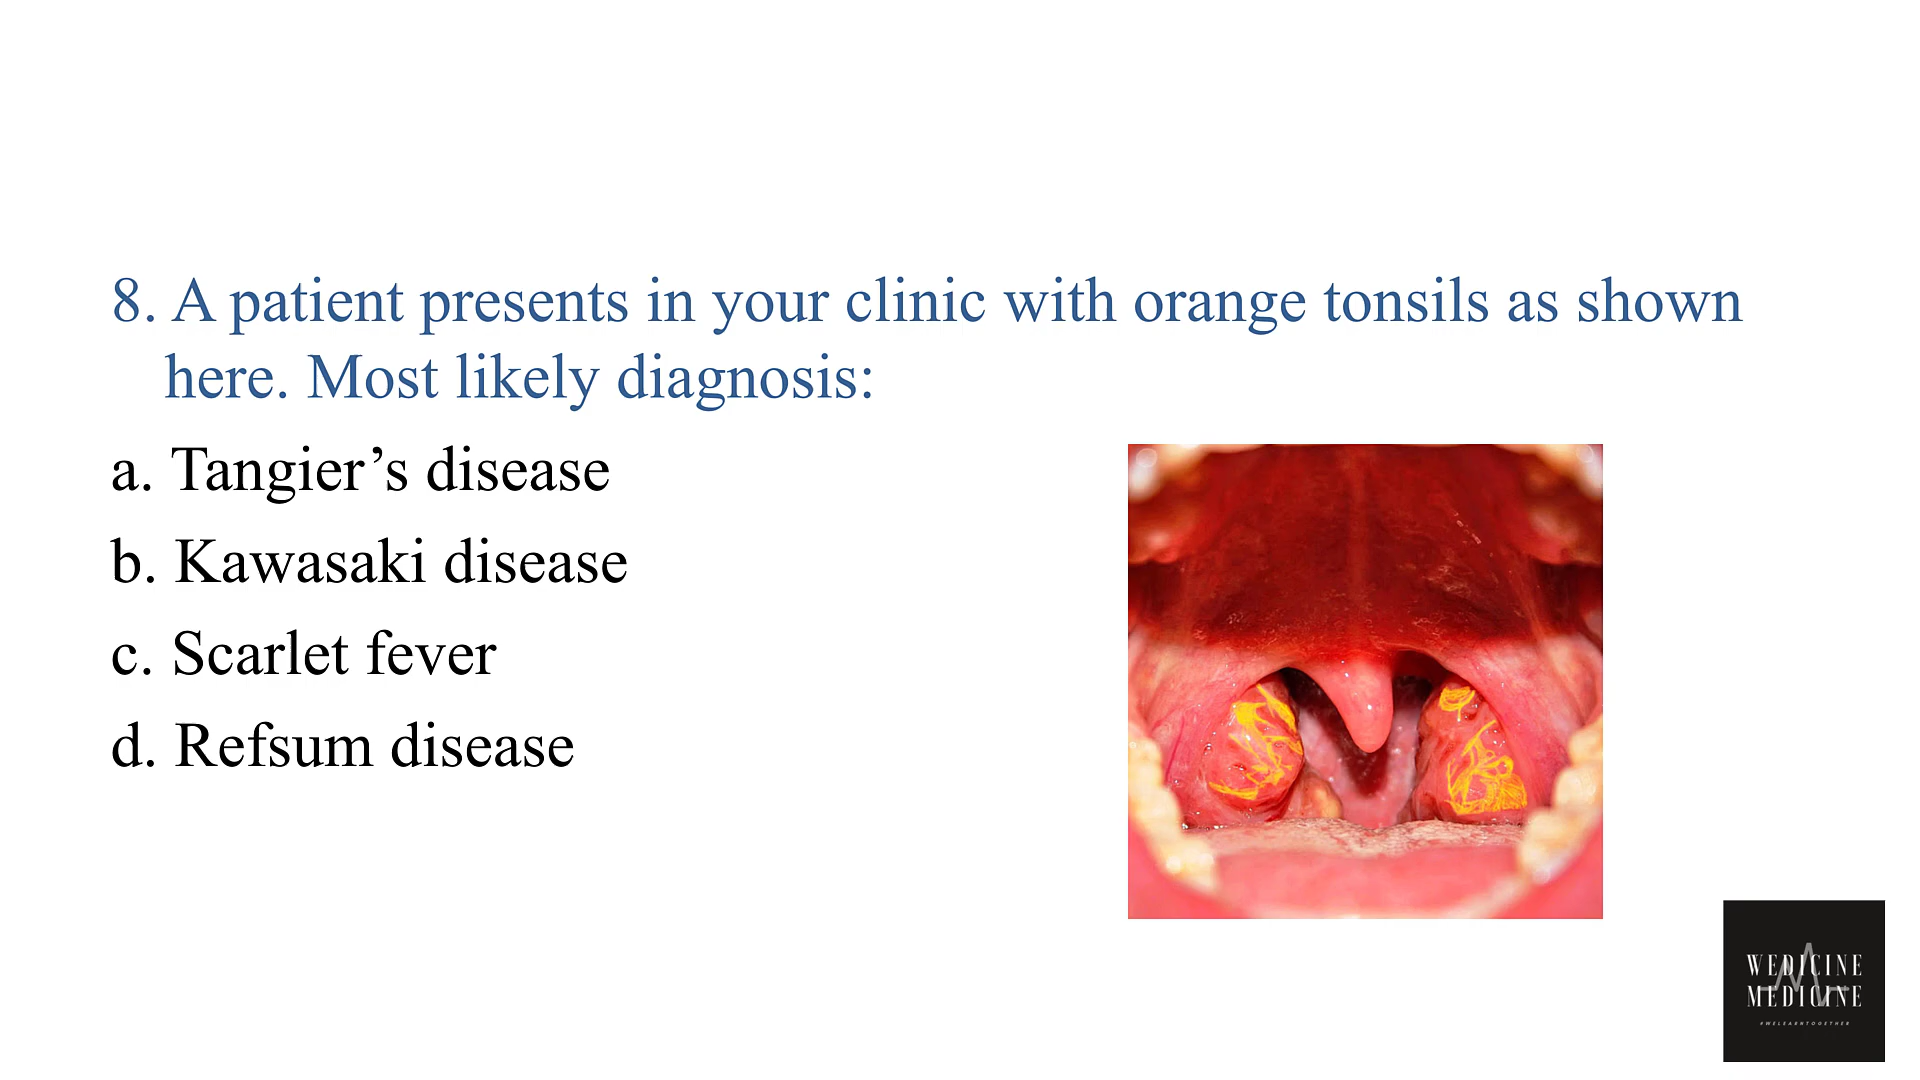 8. A patient presents in your clinic with orange tonsils as shown
here. Most likely diagnosis:
a. Tangier’s disease
b. Kawasaki disease
c. Scarlet fever
d. Refsum disease
WEDICINE
MEDICINE
#WELEARNTOGETHER